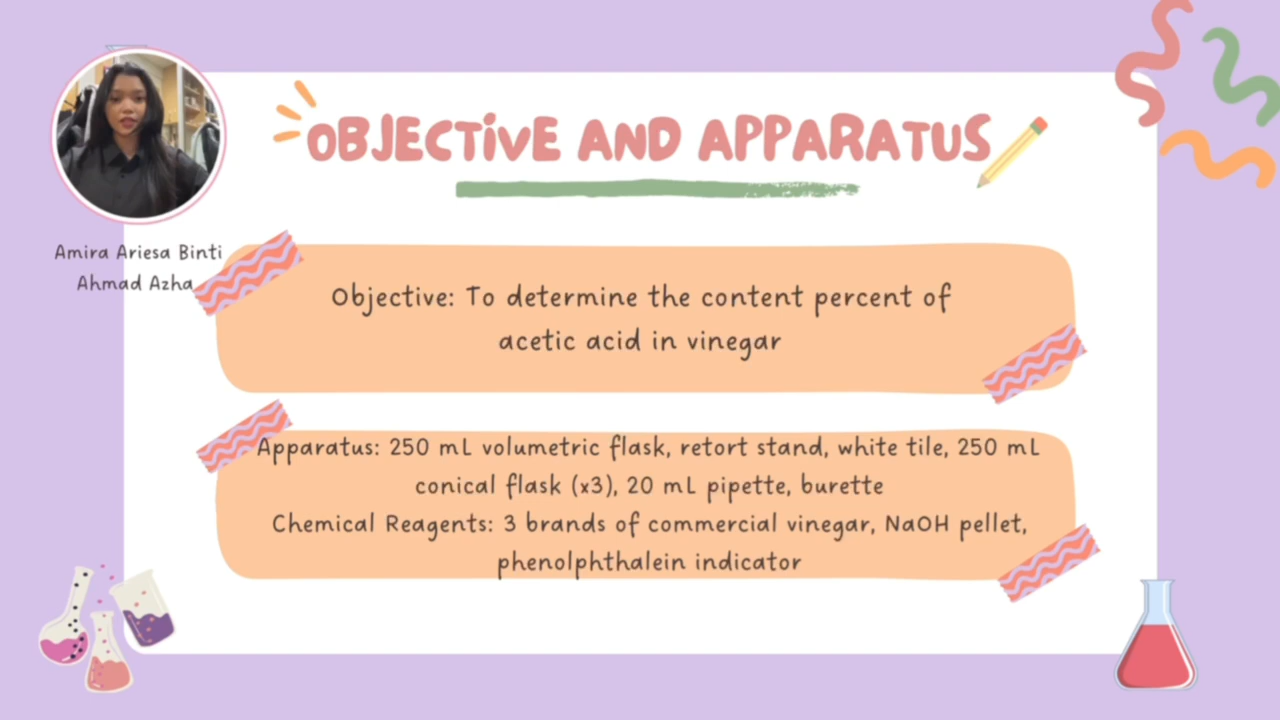 OBJECTIVE AND APPARATUS
Amira Ariesa Binti
Ahmad Azha
Objective: To determine the content percent of
acetic acid in vinegar
Apparatus: 250 mL volumetric flask, retort stand, white tile, 250 mL
conical flask (x3), 20 mL pipette, burette
Chemical Reagents: 3 brands of commercial vinegar, NaOH pellet,
phenolphthalein indicator